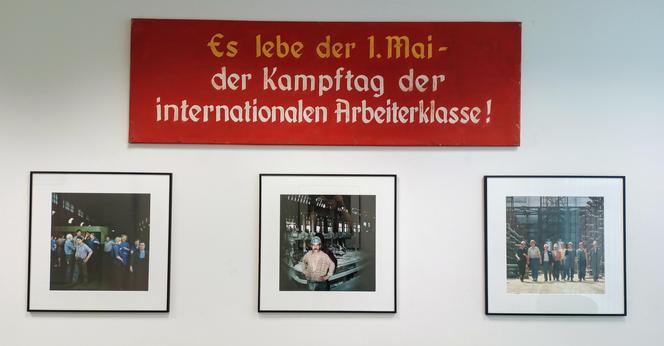 Es lebe der 1. Mai -
der Kampftag der
internationalen Arbeiterklasse!